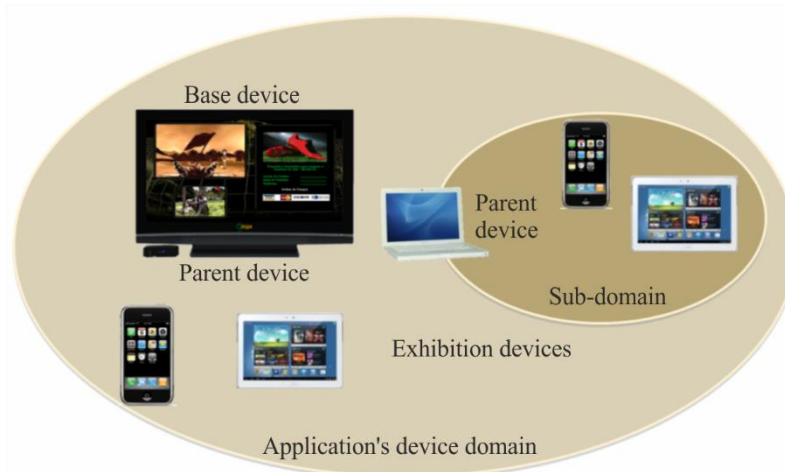 Base device
Parent
device
Parent device
Sub-domain
Exhibition devices
Application's device domain